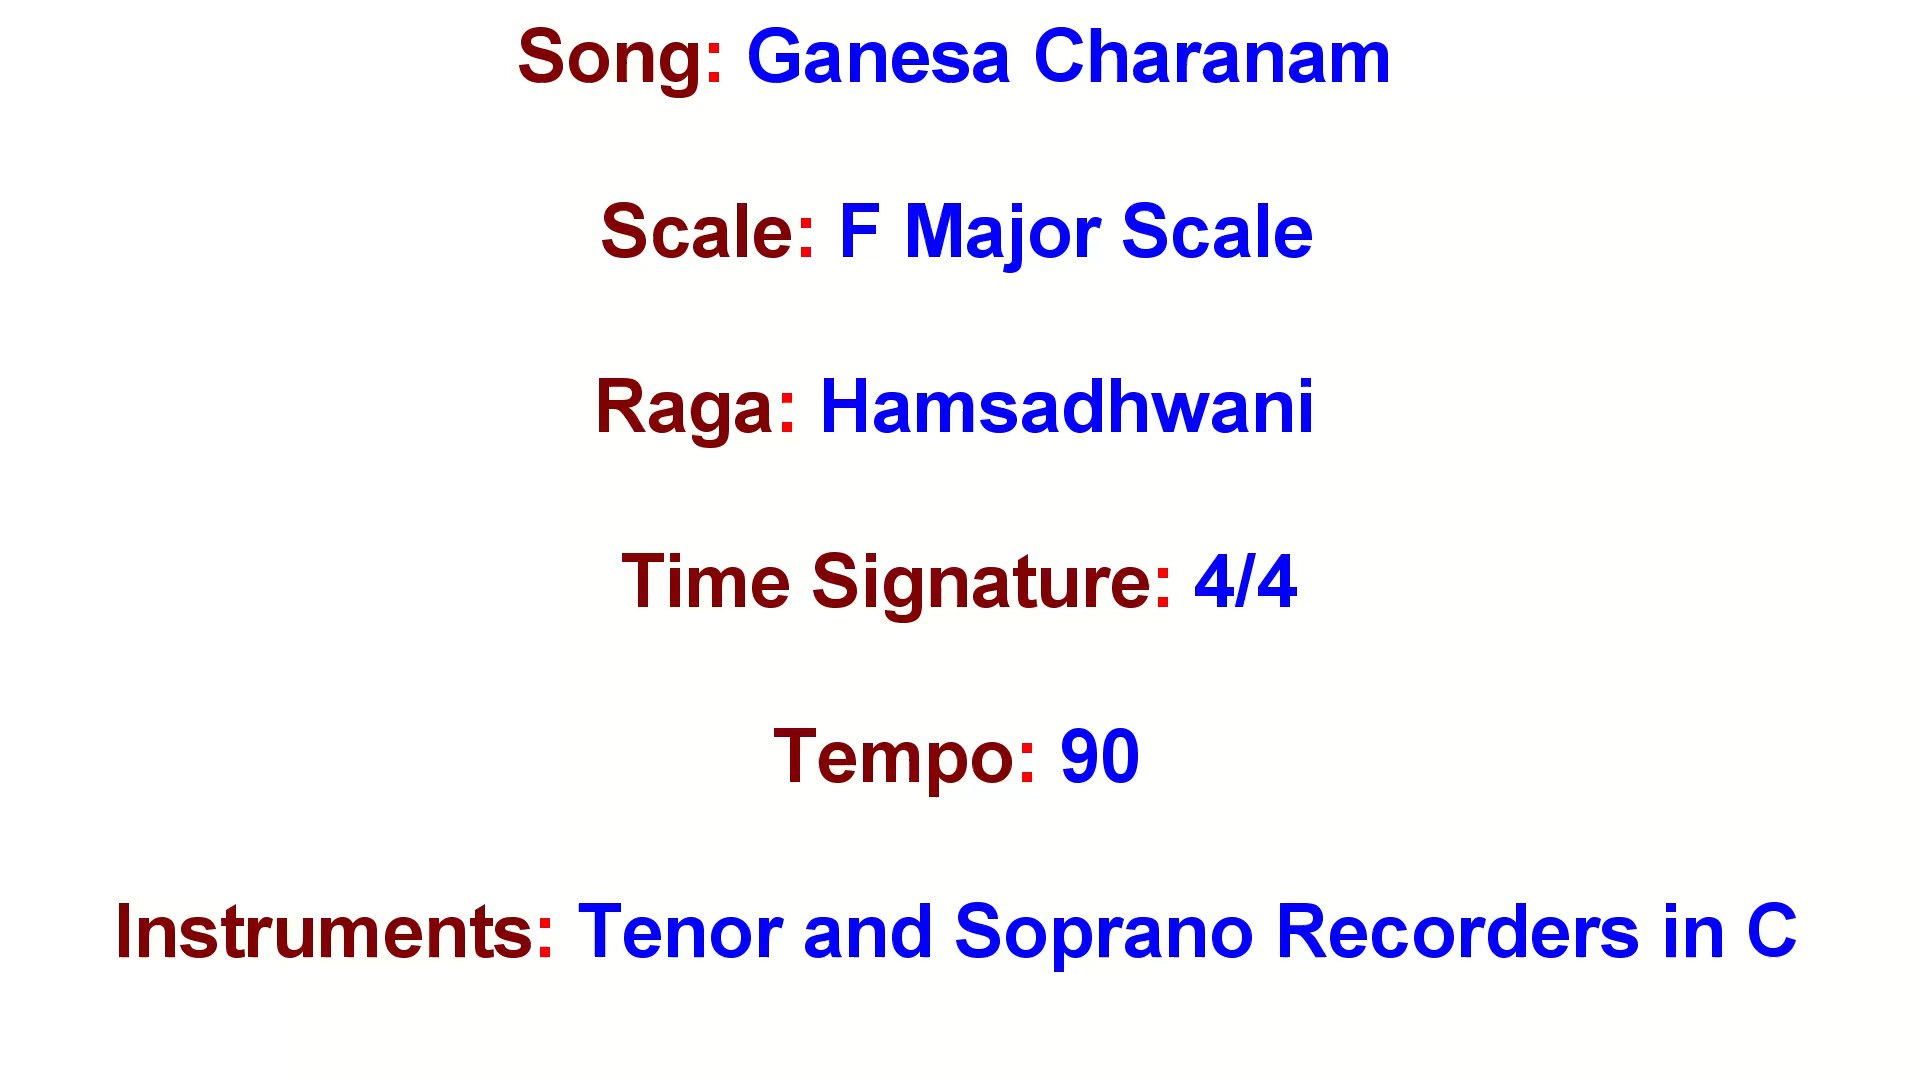 Song: Ganesa Charanam
Scale: F Major Scale
Raga: Hamsadhwani
Time Signature: 4/4
Tempo: 90
Instruments: Tenor and Soprano Recorders in C